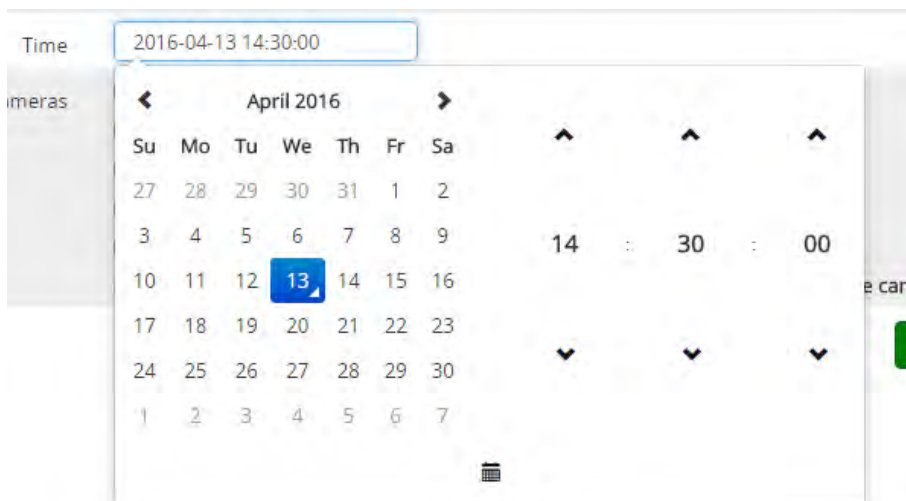 Time
2016-04-13 14:30:00
ameras
April 2016
Su Mo Tu We Th Fr Sa
27 28 29 30 31 1 2
3 4 5 6 7 8 9
10 11 12 13 14 15 16
17 18 19 20 21 22 23
24 25 26 27 28 29 30
1 2 3 4 5 6 7
14 : 30 : 00
e car